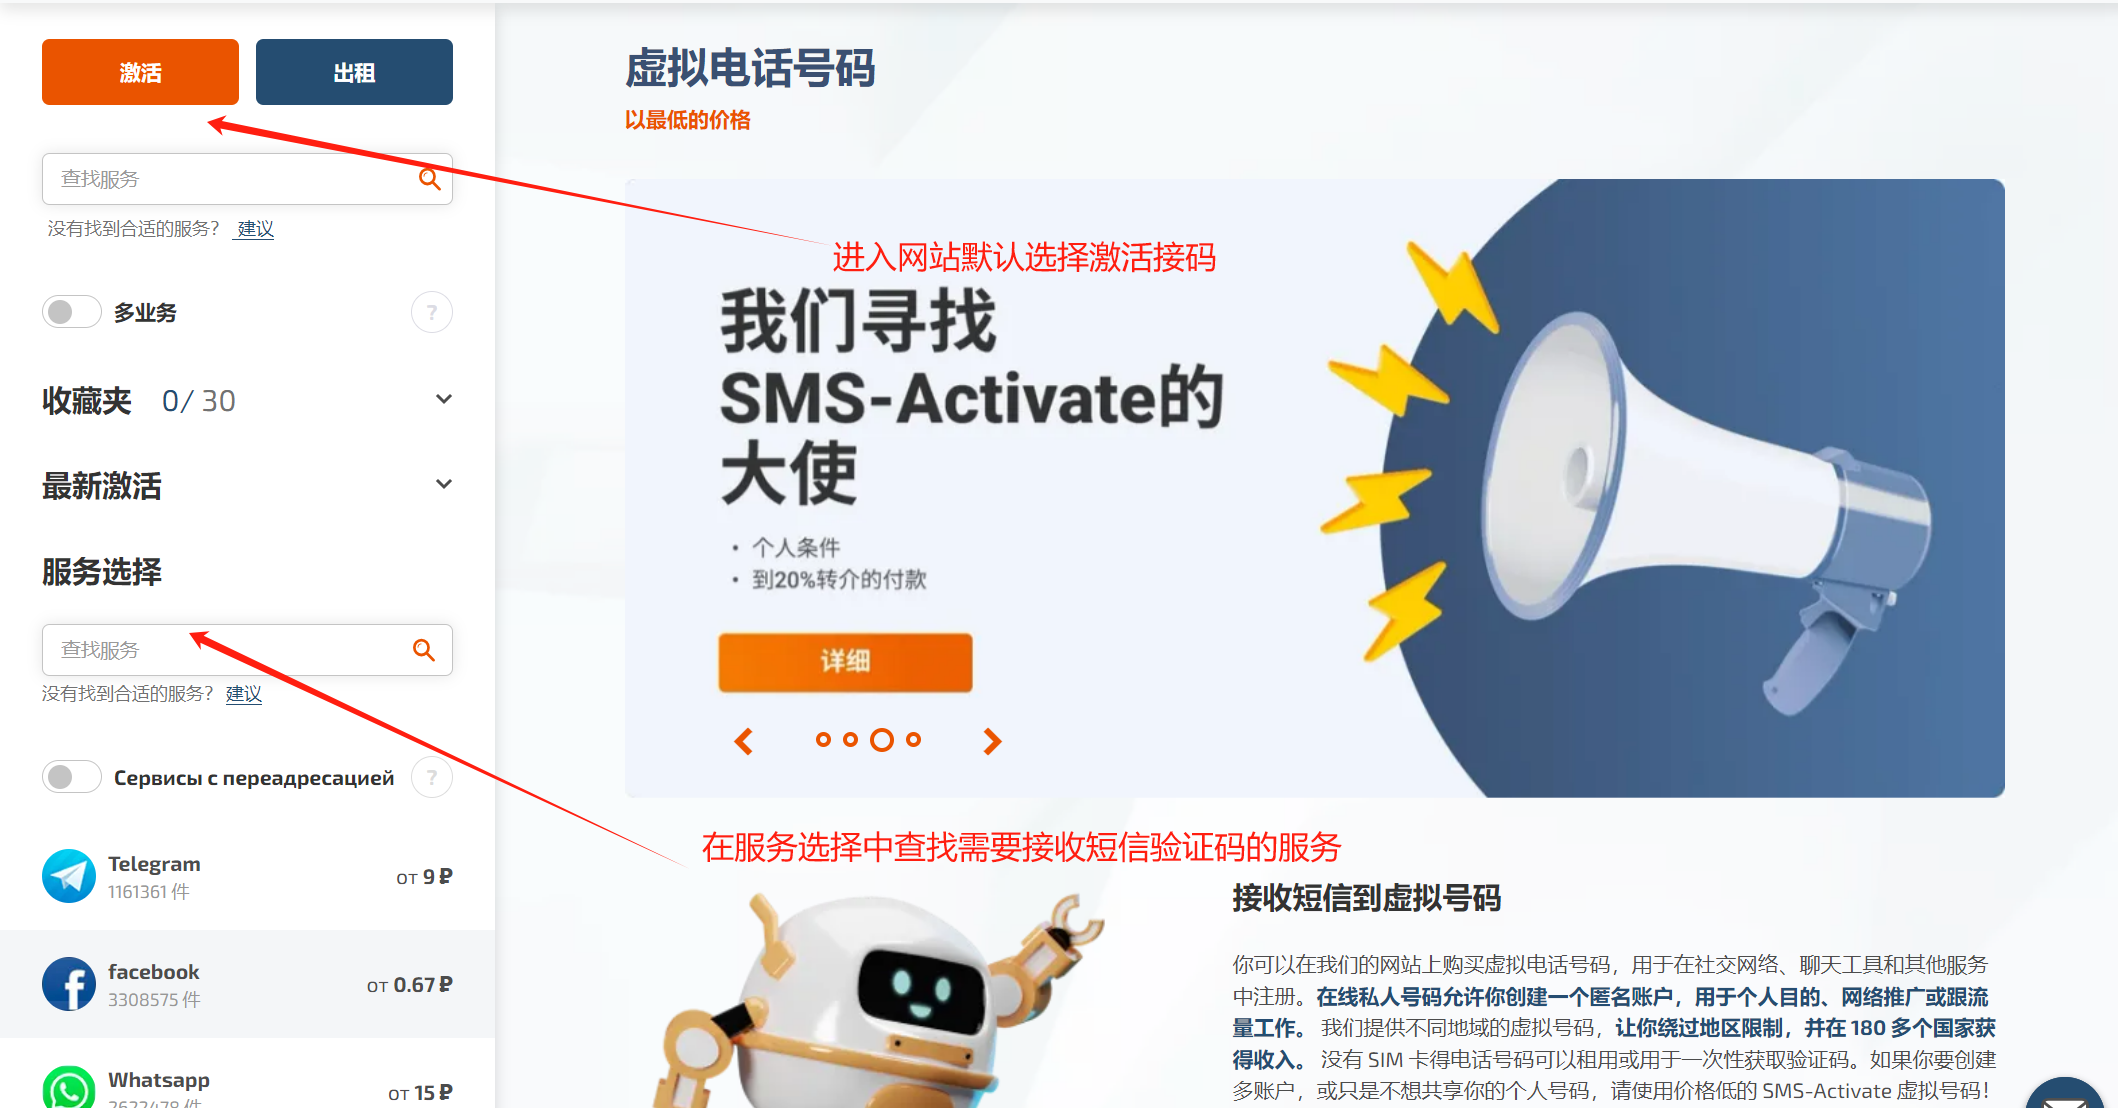 激活
出租
查找服务
没有找到合适的服务? 建议
多业务
?
收藏夹 0/ 30
最新激活
服务选择
查找服务
没有找到合适的服务? 建议
Сервисы с переадресацией
?
Telegram
1161361 件
от 9 ₽
facebook
3308575 件
от 0.67 ₽
Whatsapp
2622478 件
от 15 ₽
虚拟电话号码
以最低的价格
进入网站默认选择激活接码
我们寻找
SMS-Activate的
大使
• 个人条件
• 到20%转介的付款
详细
在服务选择中查找需要接收短信验证码的服务
接收短信到虚拟号码
你可以在我们的网站上购买虚拟电话号码，用于在社交网络、聊天工具和其他服务
中注册。在线私人号码允许你创建一个匿名账户，用于个人目的、网络推广或跟流
量工作。 我们提供不同地域的虚拟号码，让你绕过地区限制，并在 180 多个国家获
得收入。 没有 SIM 卡得电话号码可以租用或用于一次性获取验证码。如果你要创建
多账户，或只是不想共享你的个人号码，请使用价格低的 SMS-Activate 虚拟号码！